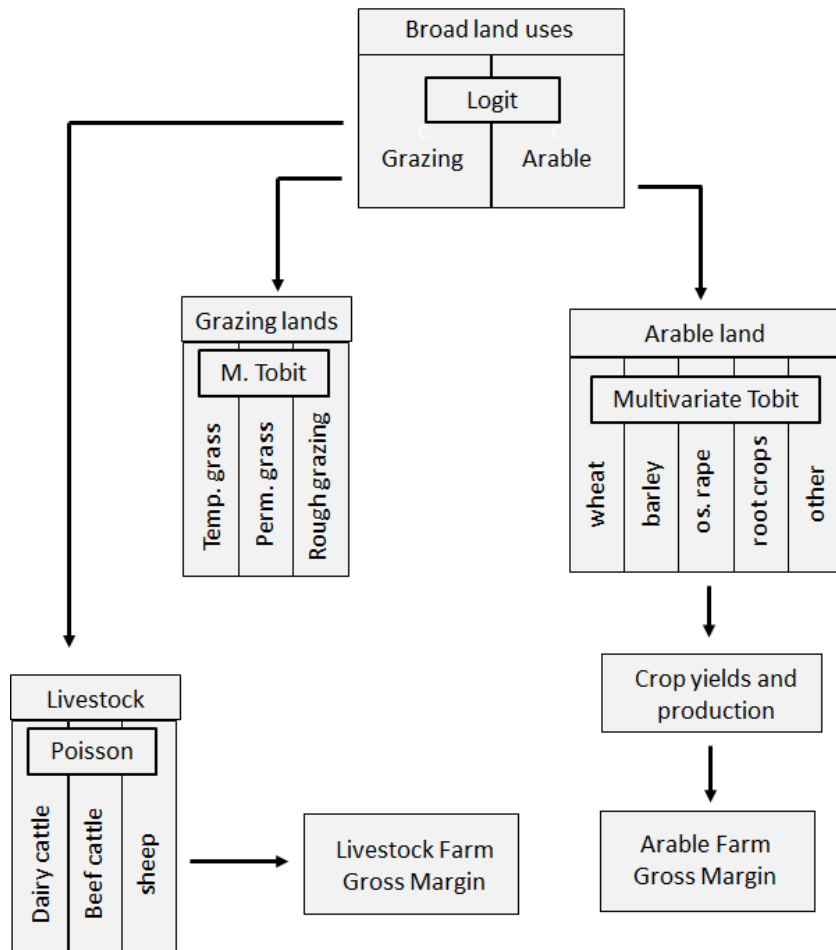 Broad land uses
Logit
Grazing
Arable
Grazing lands
M. Tobit
Temp. grass
Perm. grass
Rough grazing
Arable land
Multivariate Tobit
wheat
barley
os. rape
root crops
other
Crop yields and
production
Livestock
Poisson
Dairy cattle
Beef cattle
sheep
Livestock Farm
Gross Margin
Arable Farm
Gross Margin